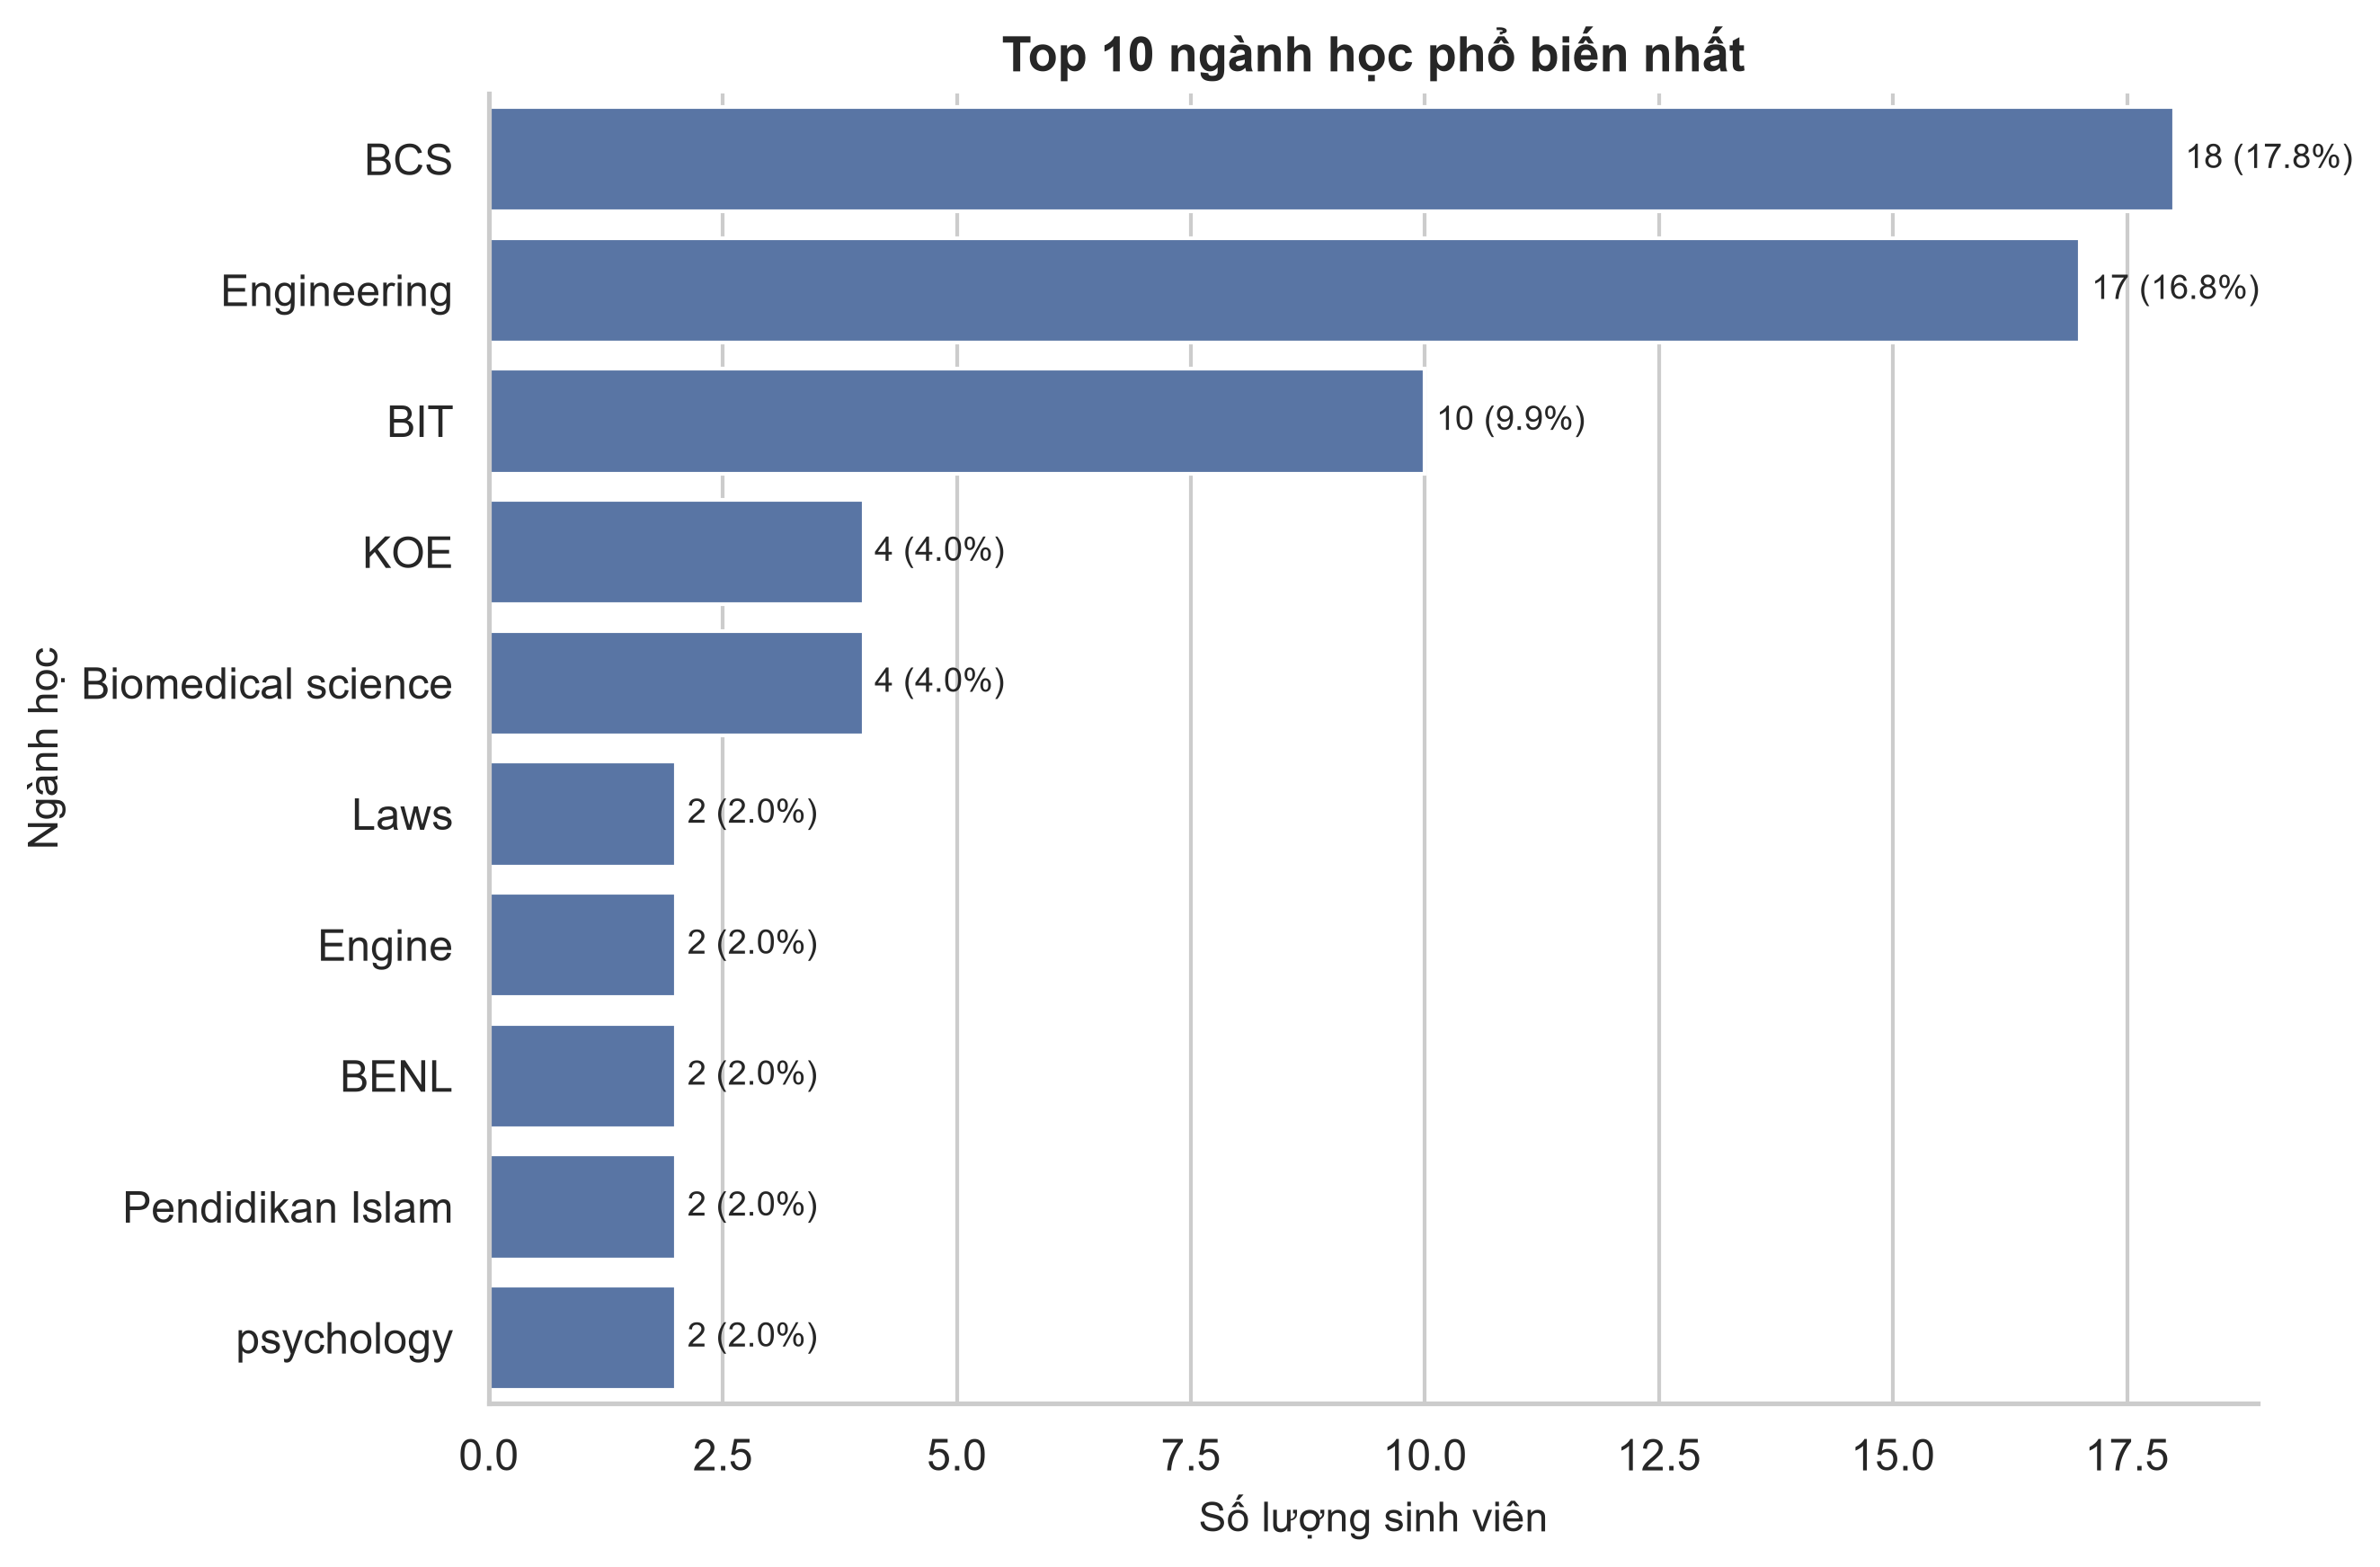 Top 10 ngành học phổ biến nhất
BCS
18 (17.8%)
Engineering
17 (16.8%)
BIT
10 (9.9%)
KOE
4 (4.0%)
Biomedical science
4 (4.0%)
Laws
2 (2.0%)
Engine
2 (2.0%)
BENL
2 (2.0%)
Pendidikan Islam
2 (2.0%)
psychology
2 (2.0%)
Ngành học
0.0 2.5 5.0 7.5 10.0 12.5 15.0 17.5
Số lượng sinh viên